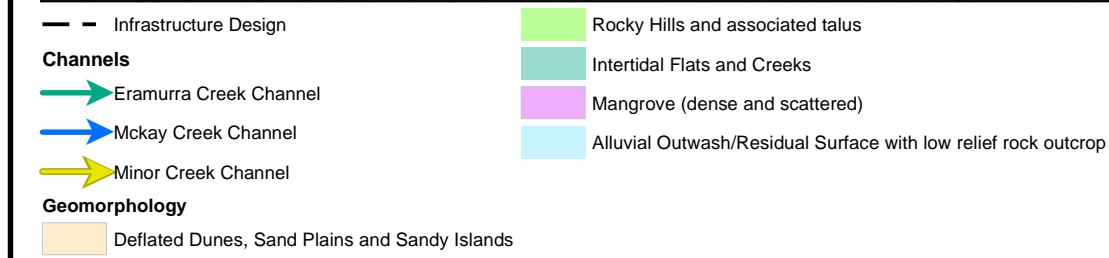 Infrastructure Design
Channels
Eramurra Creek Channel
Mckay Creek Channel
Minor Creek Channel
Geomorphology
Deflated Dunes, Sand Plains and Sandy Islands
Rocky Hills and associated talus
Intertidal Flats and Creeks
Mangrove (dense and scattered)
Alluvial Outwash/Residual Surface with low relief rock outcrop